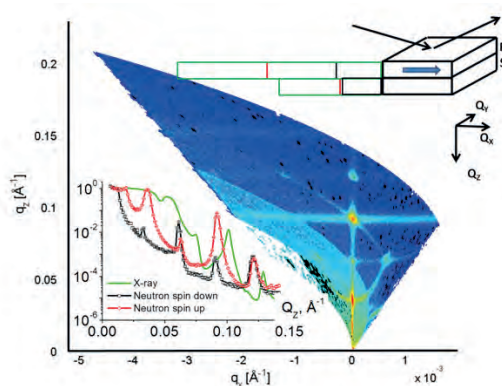 0.2
0.15
0.1
0.05
0
q_z [Å⁻¹]
Q_Y
Q_X
Q_Z
10⁰
10⁻²
10⁻⁴
10⁻⁶
X-ray
Neutron spin down
Neutron spin up
0.00 0.05 0.10 0.14
Q_Z, Å⁻¹
-5 -4 -3 -2 -1 0 1
× 10⁻³
[Å⁻¹]